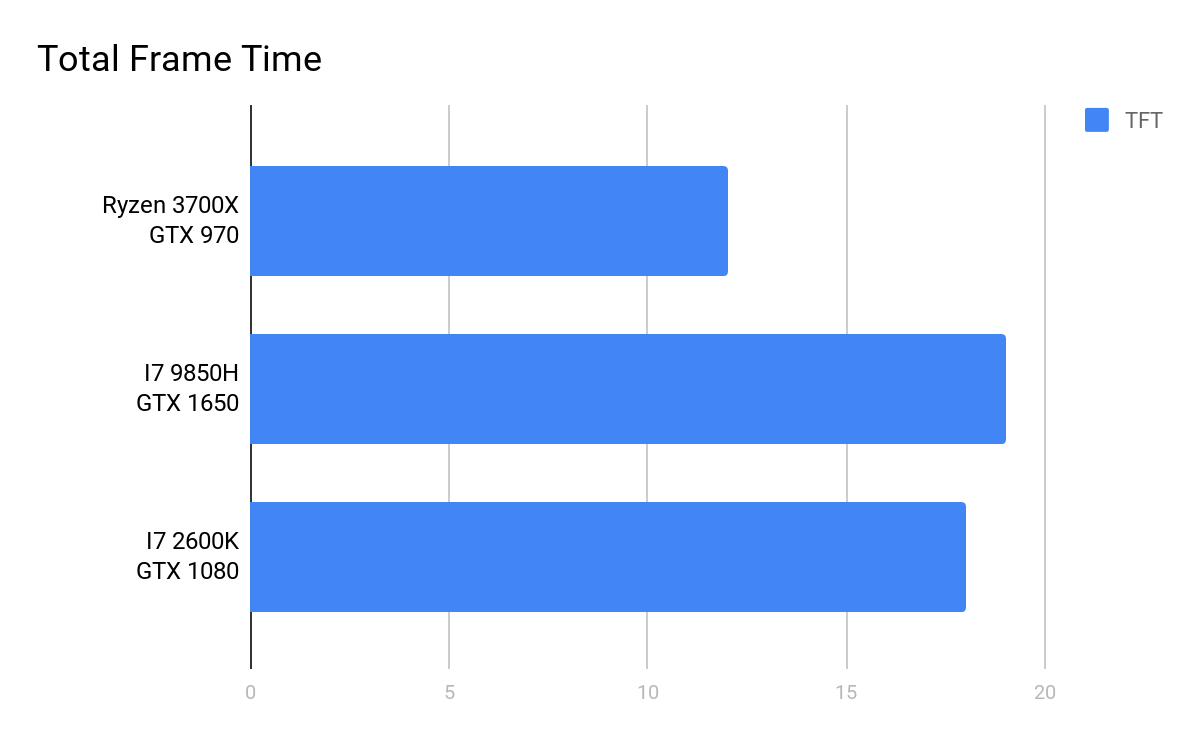 Total Frame Time
TFT
Ryzen 3700X
GTX 970
I7 9850H
GTX 1650
I7 2600K
GTX 1080
0 5 10 15 20